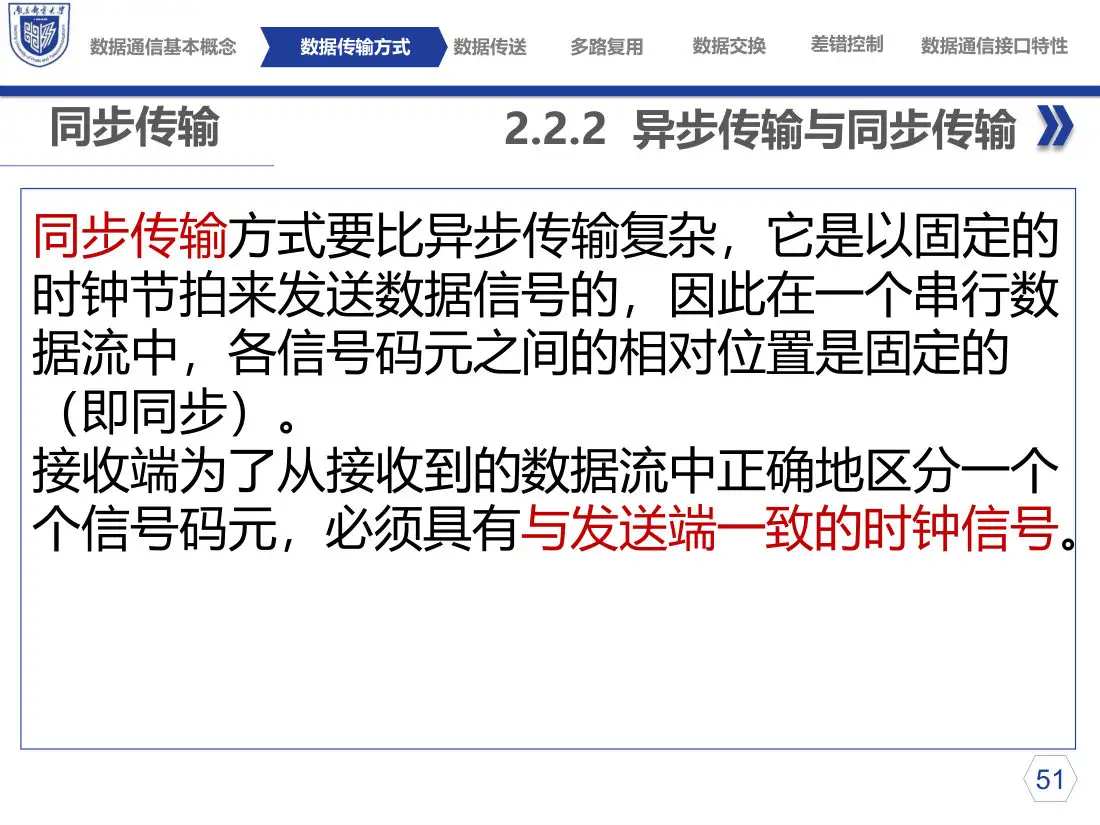 南京邮电大学
数据通信基本概念
数据传输方式
数据传送
多路复用
数据交换
差错控制
数据通信接口特性
同步传输
2.2.2 异步传输与同步传输
同步传输方式要比异步传输复杂，它是以固定的
时钟节拍来发送数据信号的，因此在一个串行数
据流中，各信号码元之间的相对位置是固定的
（即同步）。
接收端为了从接收到的数据流中正确地区分一个
个信号码元，必须具有与发送端一致的时钟信号。
51